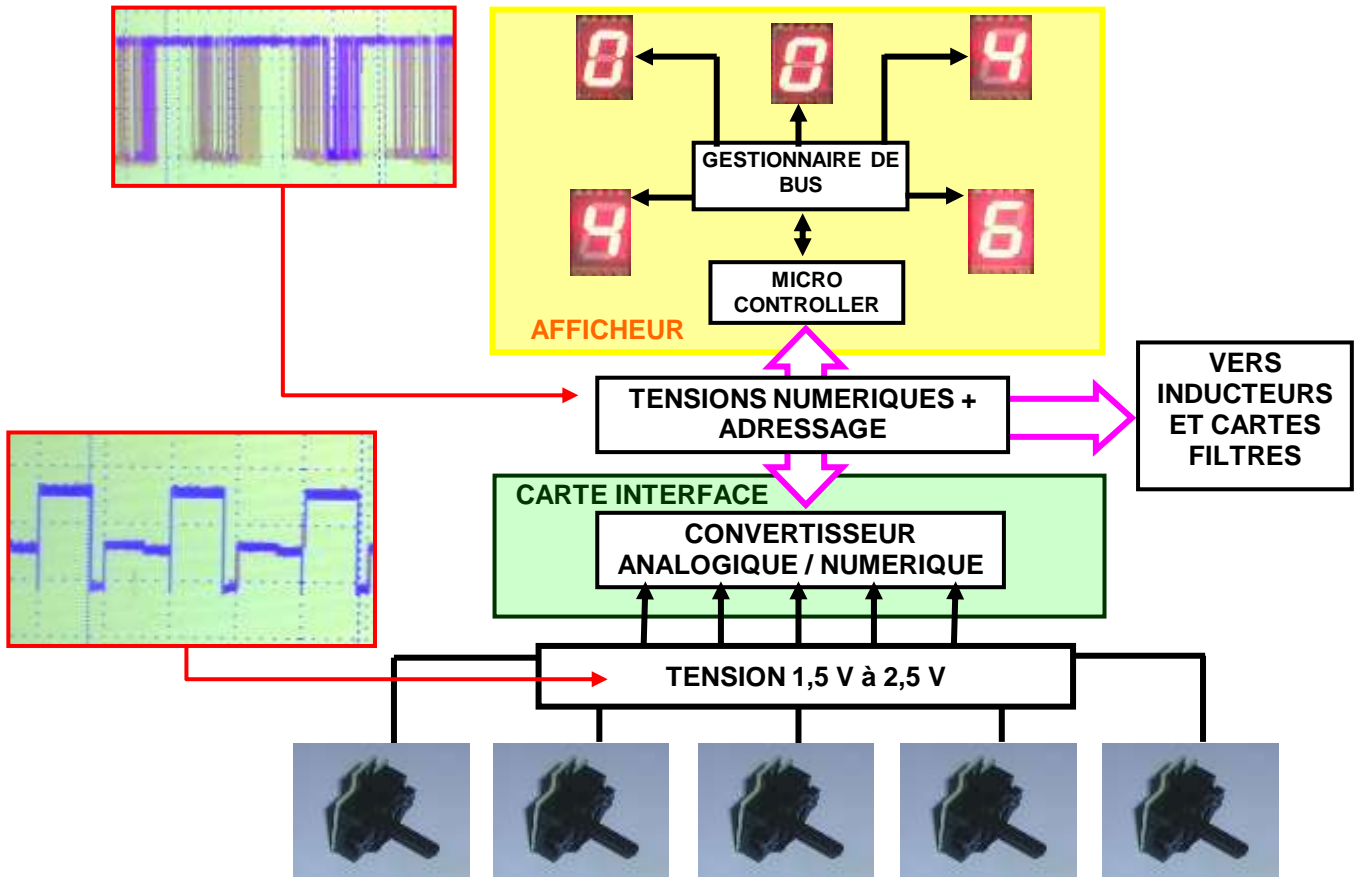 0
0
4
GESTIONNAIRE DE
BUS
4
6
MICRO
CONTROLLER
AFFICHEUR
TENSIONS NUMERIQUES +
ADRESSAGE
VERS
INDUCTEURS
ET CARTES
FILTRES
CARTE INTERFACE
CONVERTISSEUR
ANALOGIQUE / NUMERIQUE
TENSION 1,5 V à 2,5 V